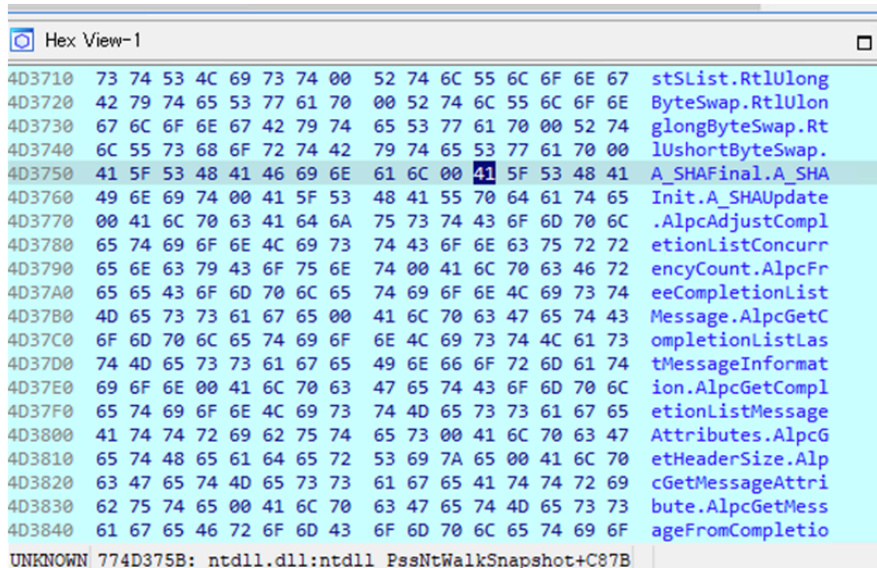 Hex View-1
4D3710 73 74 53 4C 69 73 74 00 52 74 6C 55 6C 6F 6E 67 stSList.RtlUlong
4D3720 42 79 74 65 53 77 61 70 00 52 74 6C 55 6C 6F 6E ByteSwap.RtlUlon
4D3730 67 6C 6F 6E 67 42 79 74 65 53 77 61 70 00 52 74 glongByteSwap.Rt
4D3740 6C 55 73 68 6F 72 74 42 79 74 65 53 77 61 70 00 lUshortByteSwap.
4D3750 41 5F 53 48 41 46 69 6E 61 6C 00 41 5F 53 48 41 A_SHAFinal.A_SHA
4D3760 49 6E 69 74 00 41 5F 53 48 41 55 70 64 61 74 65 Init.A_SHAUpdate
4D3770 00 41 6C 70 63 41 64 6A 75 73 74 43 6F 6D 70 6C .AlpcAdjustCompl
4D3780 65 74 69 6F 6E 4C 69 73 74 43 6F 6E 63 75 72 72 etionListConcurr
4D3790 65 6E 63 79 43 6F 75 6E 74 00 41 6C 70 63 46 72 encyCount.AlpcFr
4D37A0 65 65 43 6F 6D 70 6C 65 74 69 6F 6E 4C 69 73 74 eeCompletionList
4D37B0 4D 65 73 73 61 67 65 00 41 6C 70 63 47 65 74 43 Message.AlpcGetC
4D37C0 6F 6D 70 6C 65 74 69 6F 6E 4C 69 73 74 4C 61 73 ompletionListLas
4D37D0 74 4D 65 73 73 61 67 65 49 6E 66 6F 72 6D 61 74 tMessageInformat
4D37E0 69 6F 6E 00 41 6C 70 63 47 65 74 43 6F 6D 70 6C ion.AlpcGetCompl
4D37F0 65 74 69 6F 6E 4C 69 73 74 4D 65 73 73 61 67 65 etionListMessage
4D3800 41 74 74 72 69 62 75 74 65 73 00 41 6C 70 63 47 Attributes.AlpcG
4D3810 65 74 48 65 61 64 65 72 53 69 7A 65 00 41 6C 70 etHeaderSize.Alp
4D3820 63 47 65 74 4D 65 73 73 61 67 65 41 74 74 72 69 cGetMessageAttri
4D3830 62 75 74 65 00 41 6C 70 63 47 65 74 4D 65 73 73 bute.AlpcGetMess
4D3840 61 67 65 46 72 6F 6D 43 6F 6D 70 6C 65 74 69 6F ageFromCompletio
UNKNOWN 774D375B: ntdll.dll:ntdll_PssNtWalkSnapshot+C87B